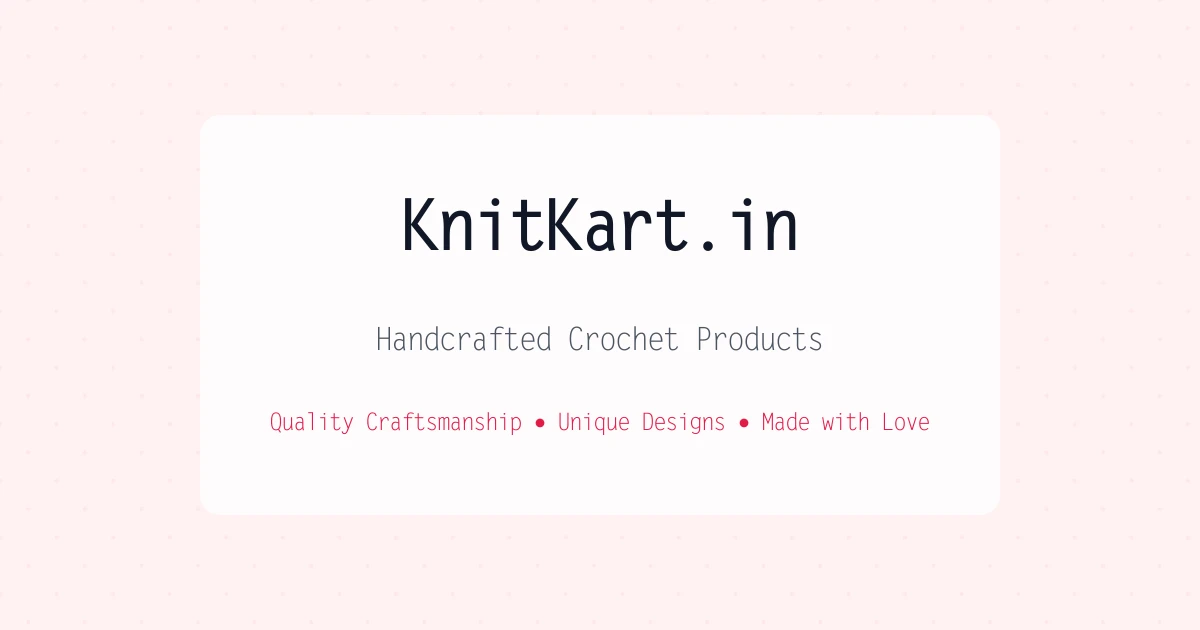 KnitKart.in
Handcrafted Crochet Products
Quality Craftsmanship • Unique Designs • Made with Love